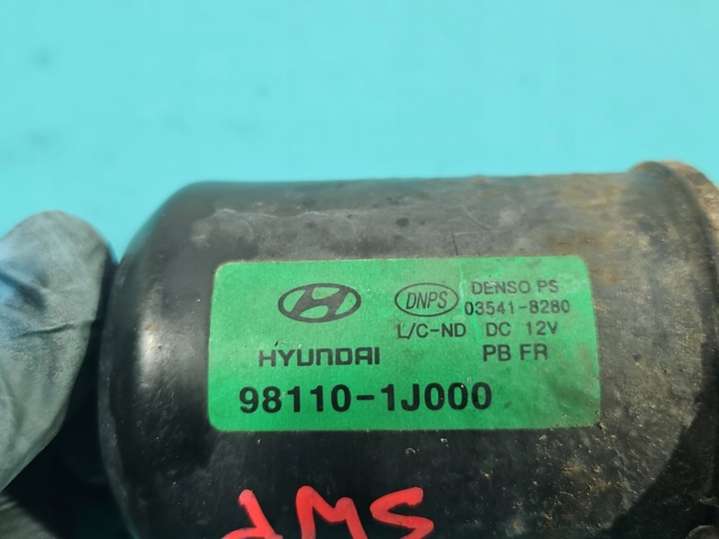 DNPS DENSO PS
03541-8280
L/C-ND DC 12V
HYUNDAI PB FR
98110-1J000